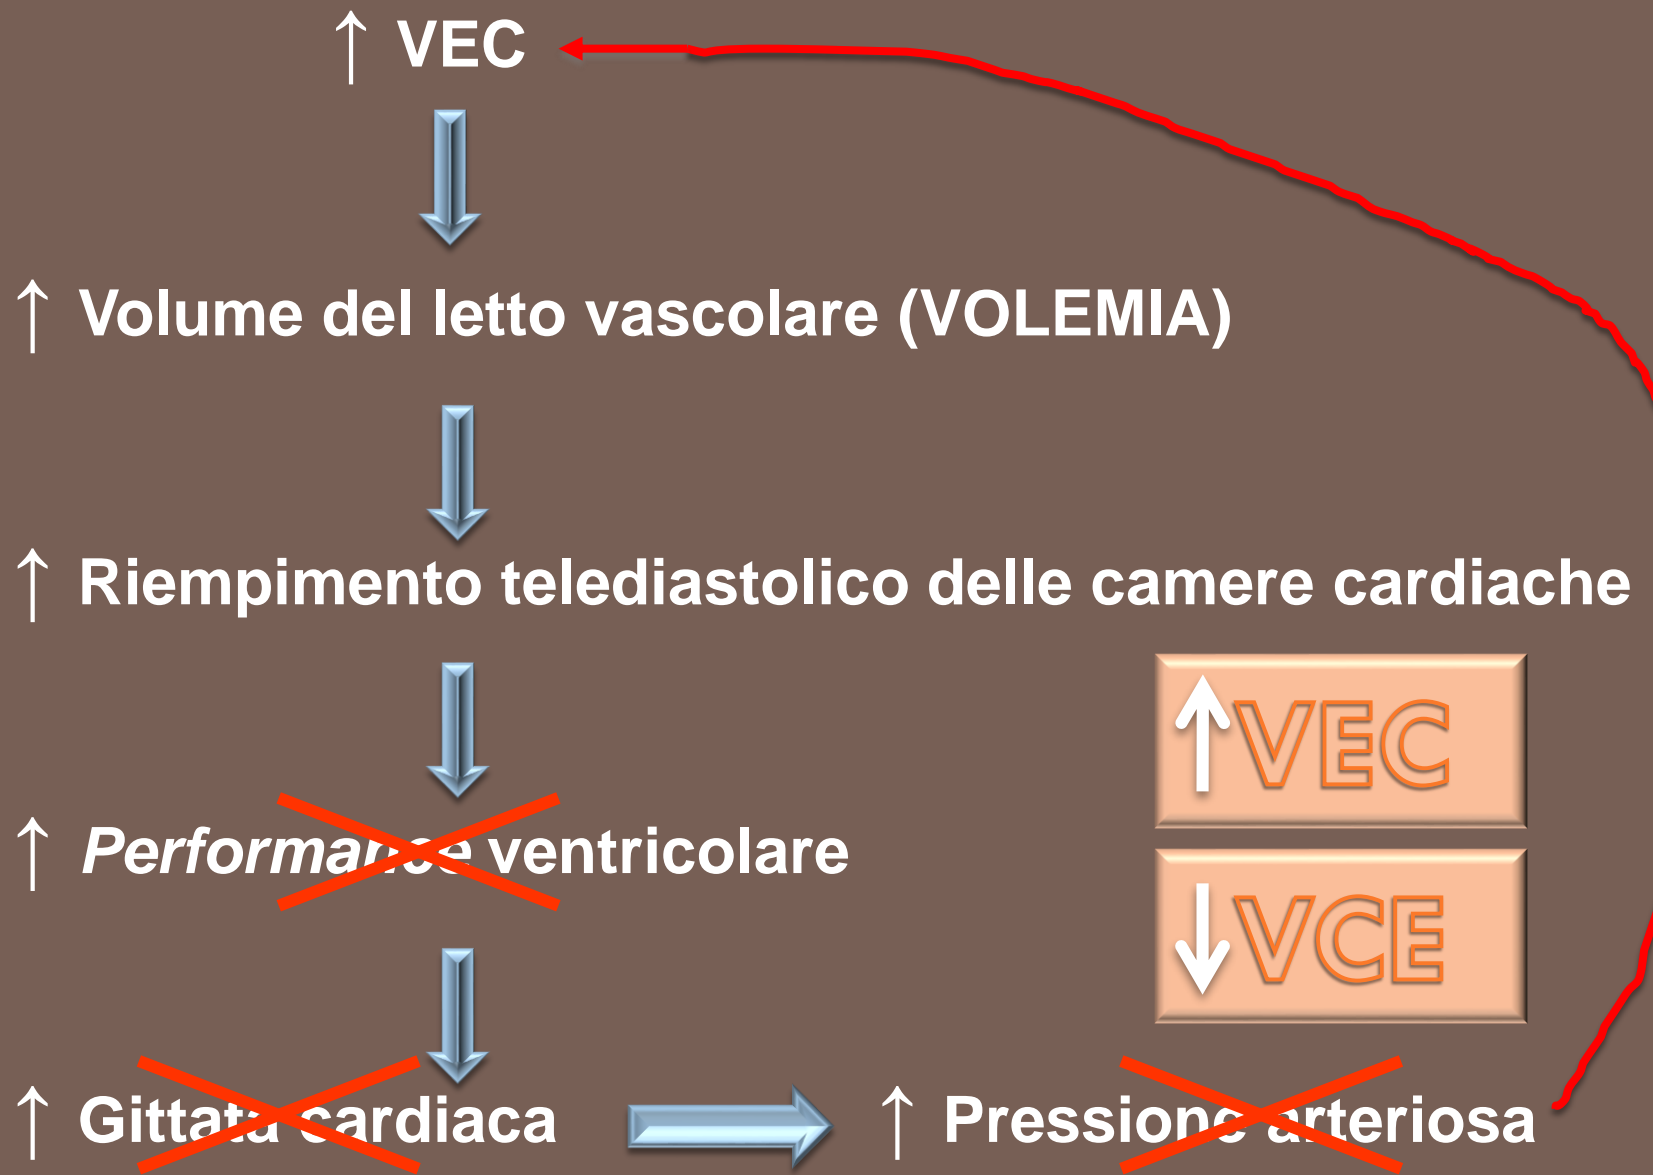 ↑ VEC
↑ Volume del letto vascolare (VOLEMIA)
↑ Riempimento telediastolico delle camere cardiache
↑ VEC
↑ Performance ventricolare
↓ VCE
↑ Gittata cardiaca
↑ Pressione arteriosa